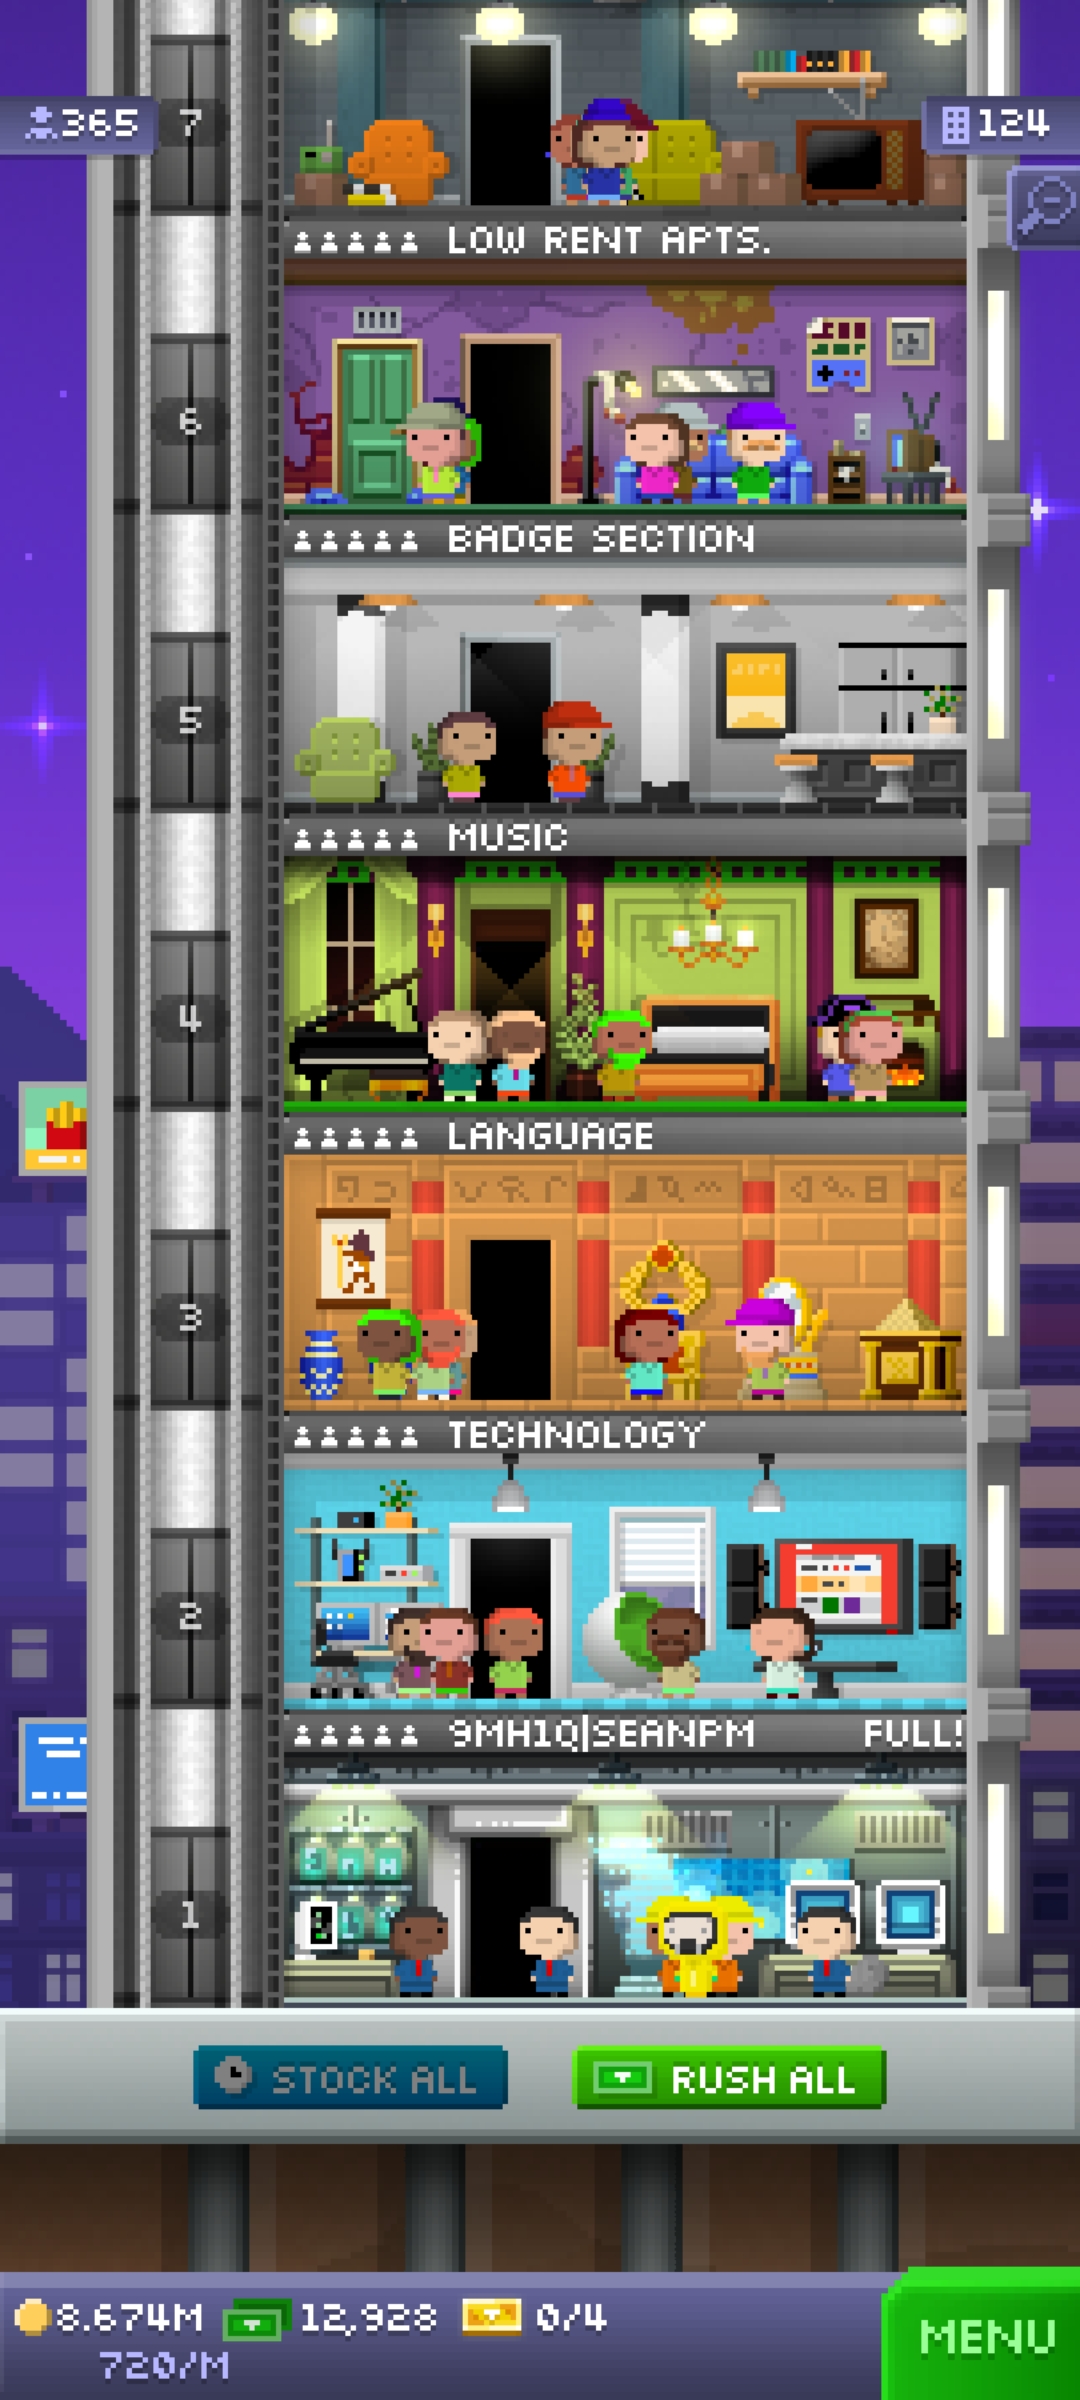 365
7
124
LOW RENT APTS.
6
BADGE SECTION
5
MUSIC
4
LANGUAGE
3
TECHNOLOGY
2
9MH1Q|SEANPM FULL!
1
STOCK ALL
RUSH ALL
8.674M 12,928 0/4
720/M
MENU